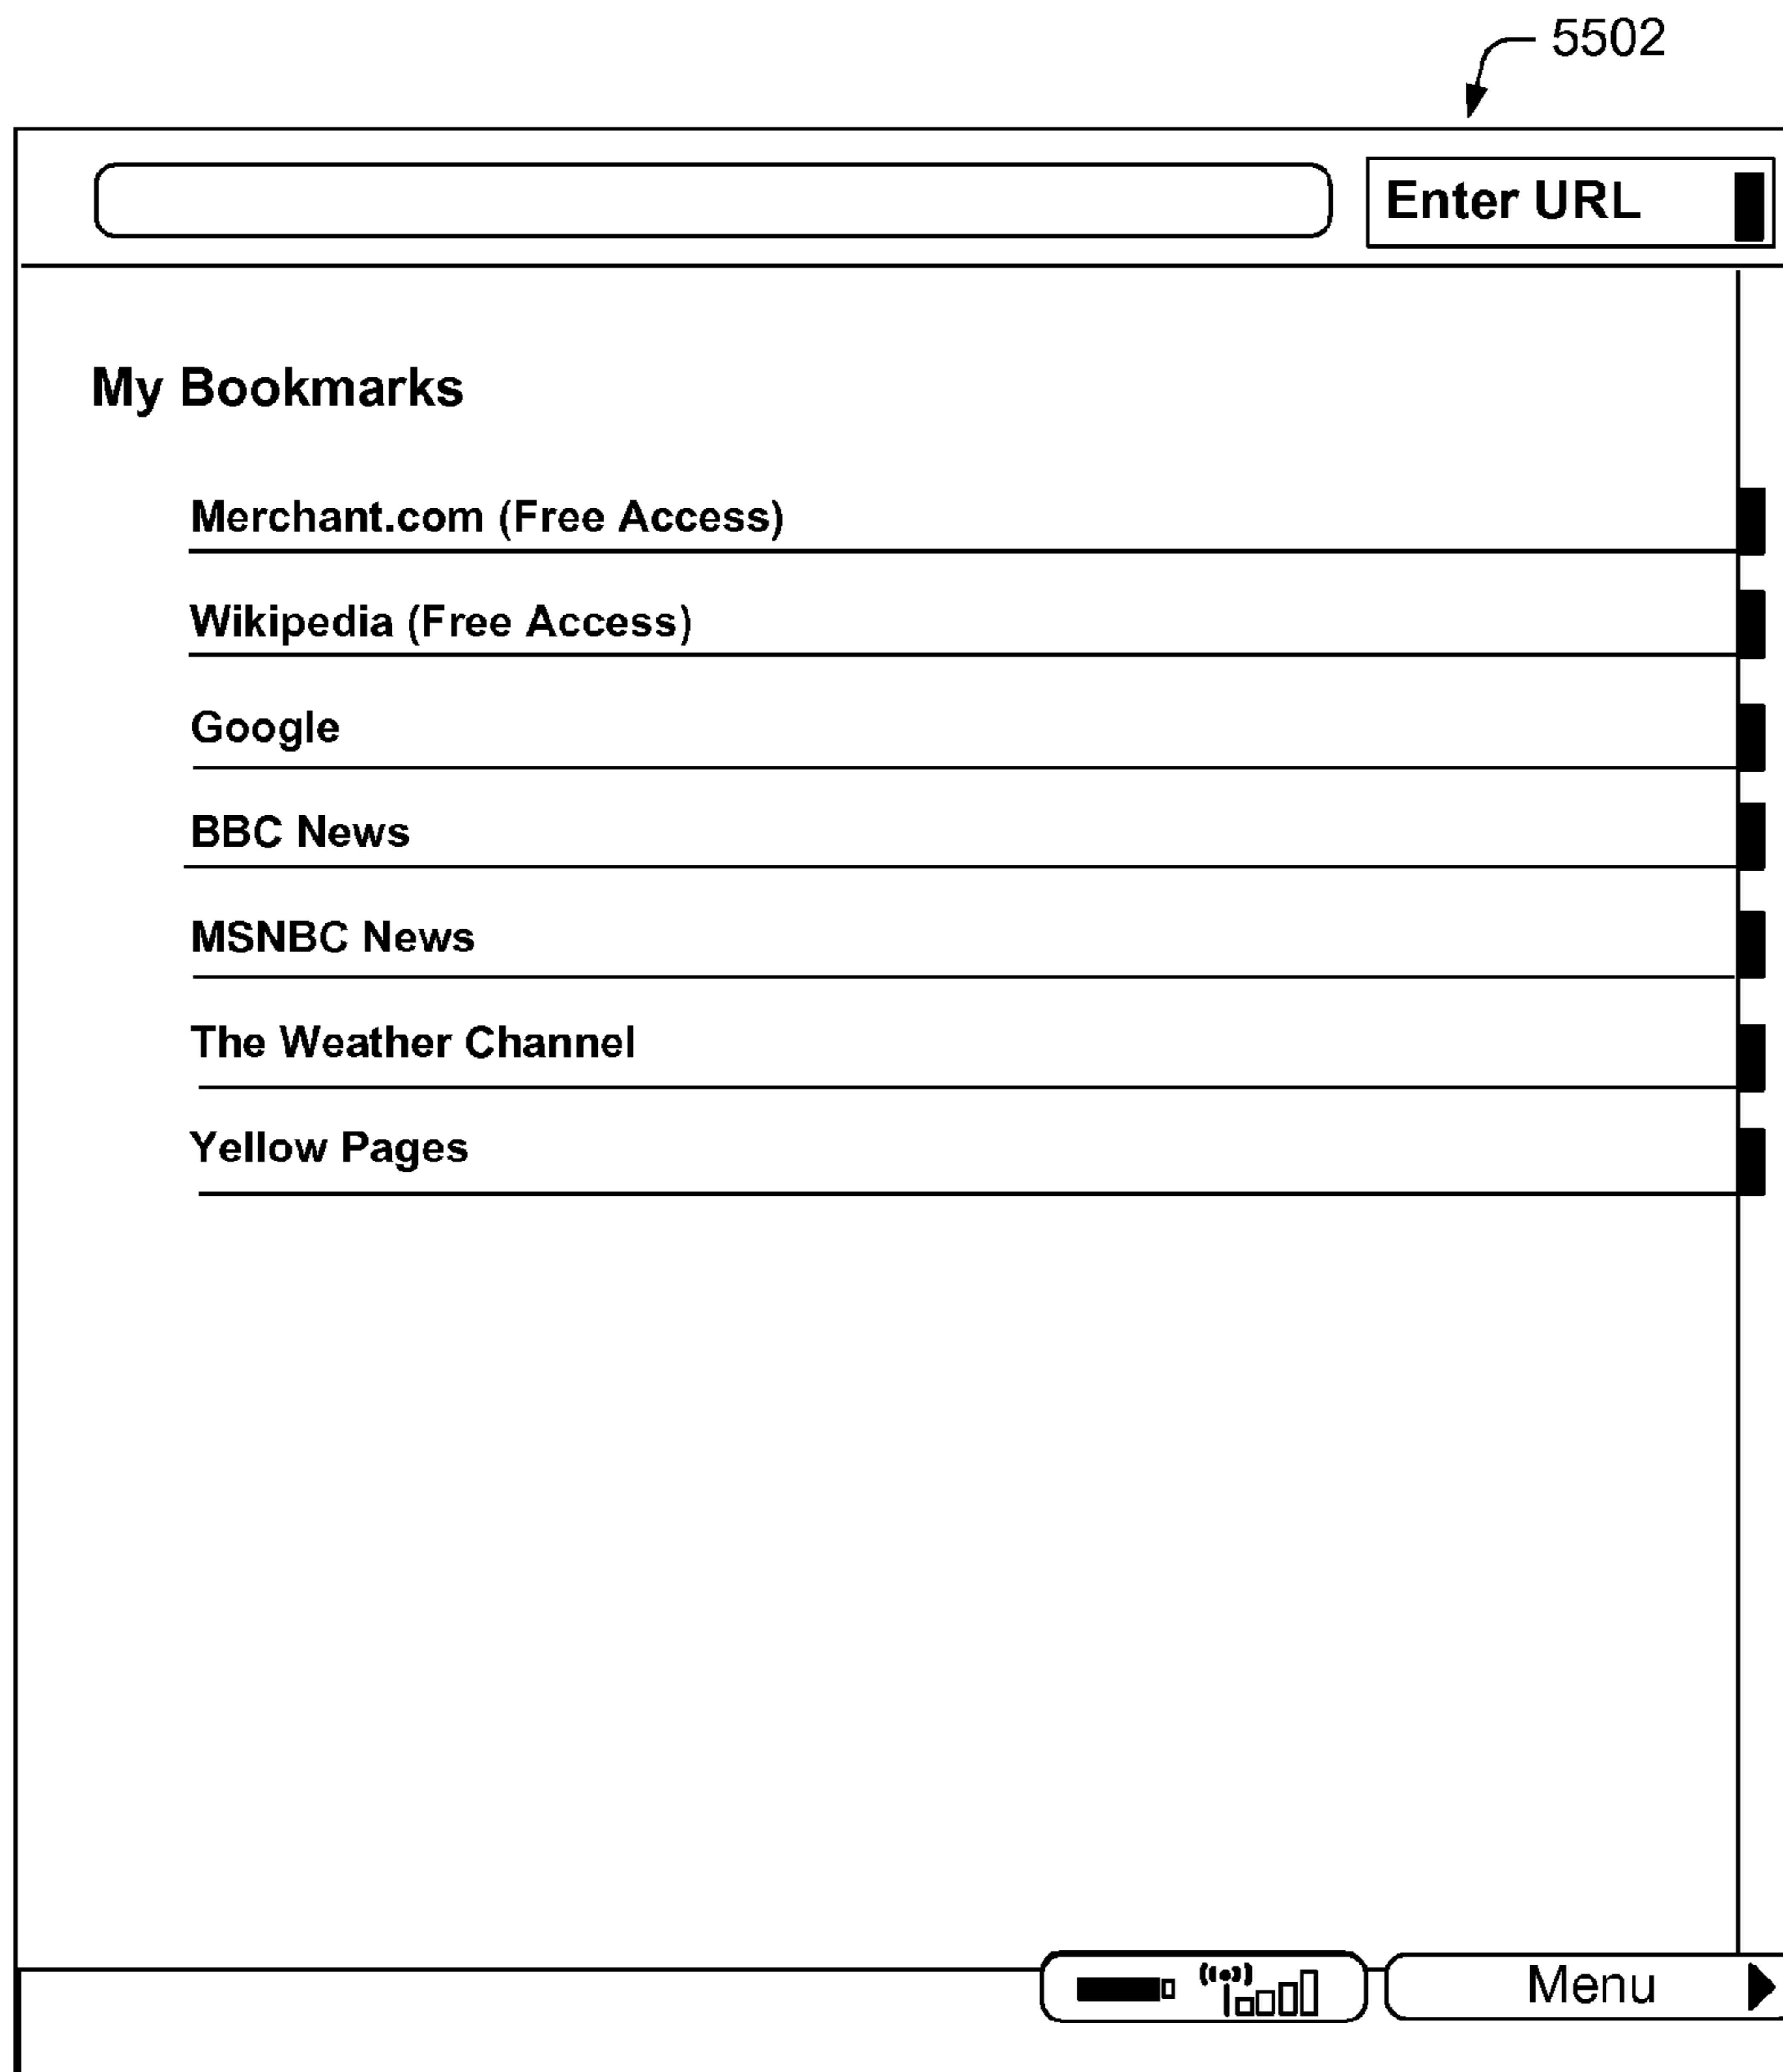 5502
Enter URL
My Bookmarks
Merchant.com (Free Access)
Wikipedia (Free Access)
Google
BBC News
MSNBC News
The Weather Channel
Yellow Pages
Menu